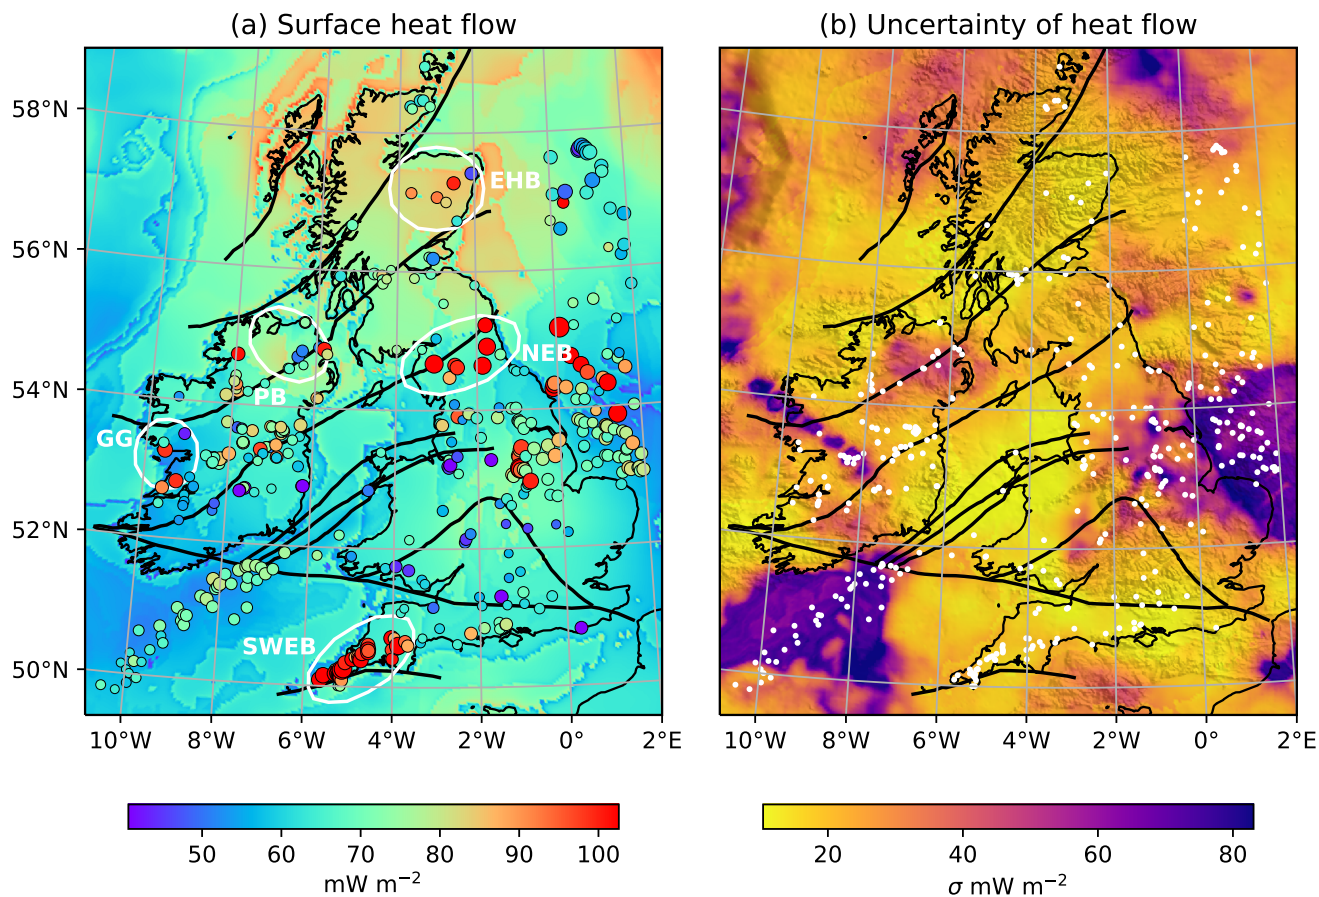 (a) Surface heat flow
(b) Uncertainty of heat flow
58°N
56°N
54°N
52°N
50°N
EHB
NEB
PB
GG
SWEB
10°W 8°W 6°W 4°W 2°W 0° 2°E
10°W 8°W 6°W 4°W 2°W 0° 2°E
50 60 70 80 90 100
mW m⁻²
20 40 60 80
σ mW m⁻²